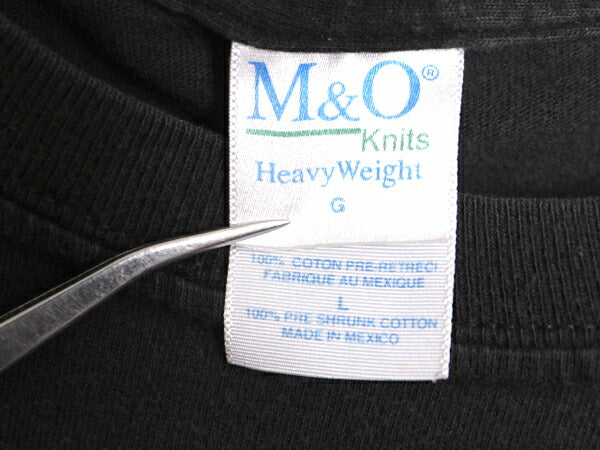 M&O®
Knits
HeavyWeight
G
100% COTON PRE-RETRECI
FABRIQUE AU MEXIQUE
L
100% PRE SHRUNK COTTON
MADE IN MEXICO